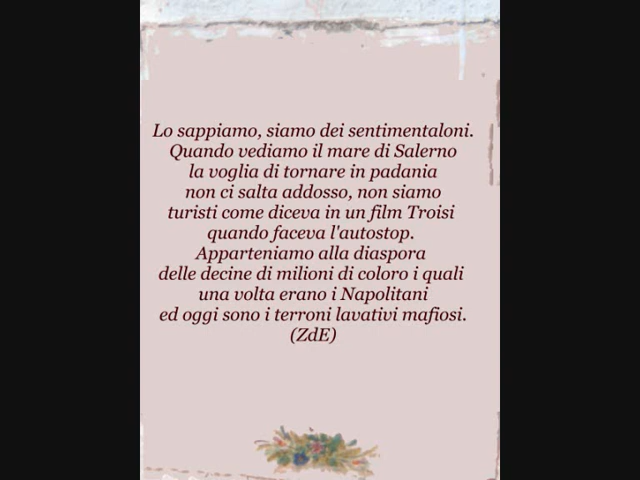 Lo sappiamo, siamo dei sentimentaloni.
Quando vediamo il mare di Salerno
la voglia di tornare in padania
non ci salta addosso, non siamo
turisti come diceva in un film Troisi
quando faceva l'autostop.
Apparteniamo alla diaspora
delle decine di milioni di coloro i quali
una volta erano i Napolitani
ed oggi sono i terroni lavativi mafiosi.
(ZdE)